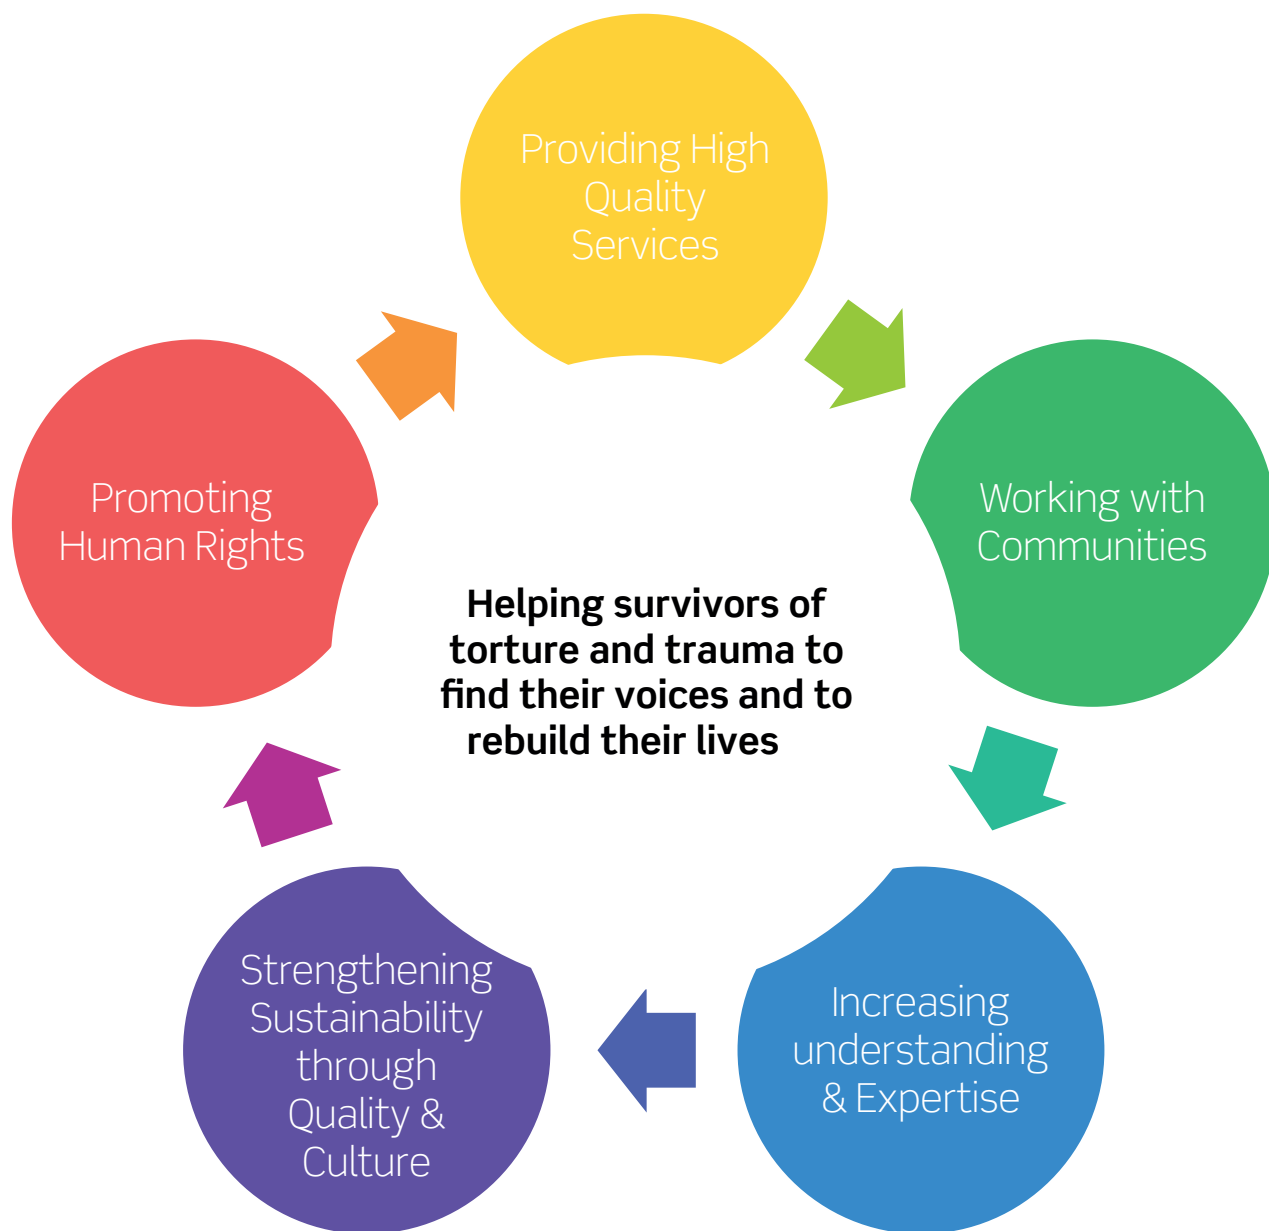 Providing High
Quality
Services
Working with
Communities
Increasing
understanding
& Expertise
Strengthening
Sustainability
through
Quality &
Culture
Promoting
Human Rights
Helping survivors of
torture and trauma to
find their voices and to
rebuild their lives